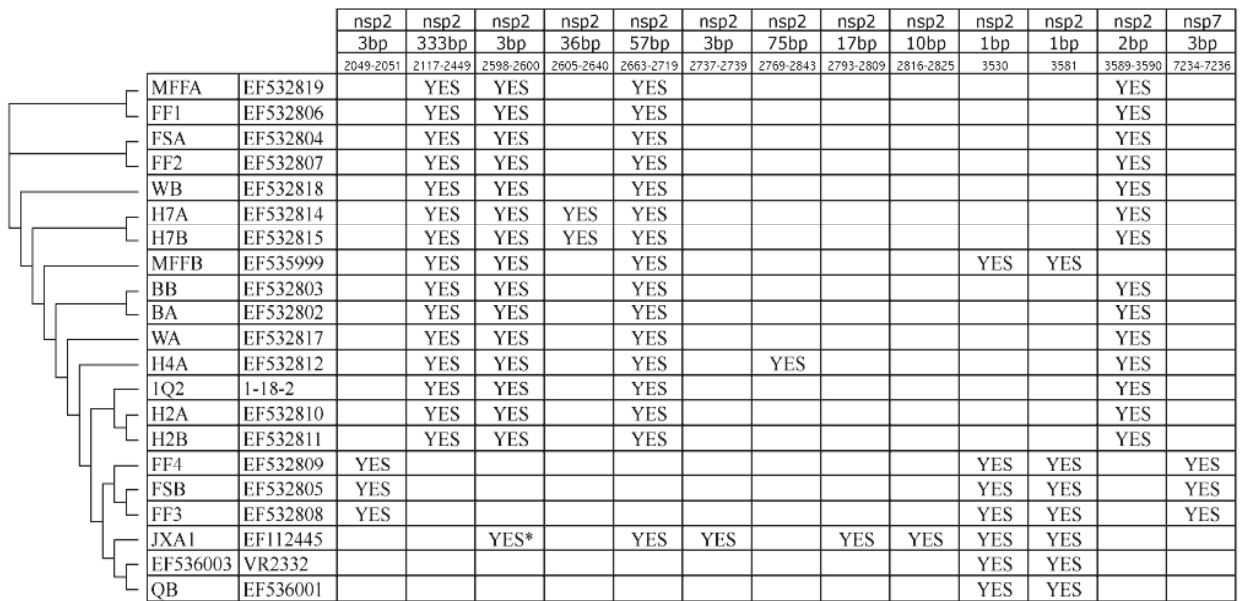 nsp2 nsp2 nsp2 nsp2 nsp2 nsp2 nsp2 nsp2 nsp2 nsp2 nsp2 nsp2 nsp7
3bp 333bp 3bp 36bp 57bp 3bp 75bp 17bp 10bp 1bp 1bp 2bp 3bp
2049-2051 2117-2449 2598-2600 2605-2640 2663-2719 2737-2739 2769-2843 2793-2809 2816-2825 3530 3581 3589-3590 7234-7236
MFFA EF532819 YES YES YES YES
FF1 EF532806 YES YES YES YES
FSA EF532804 YES YES YES YES
FF2 EF532807 YES YES YES YES
WB EF532818 YES YES YES YES
H7A EF532814 YES YES YES YES YES
H7B EF532815 YES YES YES YES YES
MFFB EF535999 YES YES YES YES YES
BB EF532803 YES YES YES YES
BA EF532802 YES YES YES YES
WA EF532817 YES YES YES YES
H4A EF532812 YES YES YES YES YES
1Q2 1-18-2 YES YES YES YES
H2A EF532810 YES YES YES YES
H2B EF532811 YES YES YES YES
FF4 EF532809 YES YES YES YES
FSB EF532805 YES YES YES YES
FF3 EF532808 YES YES YES YES
JXA1 EF112445 YES* YES YES YES YES YES YES
EF536003 VR2332 YES YES
QB EF536001 YES YES